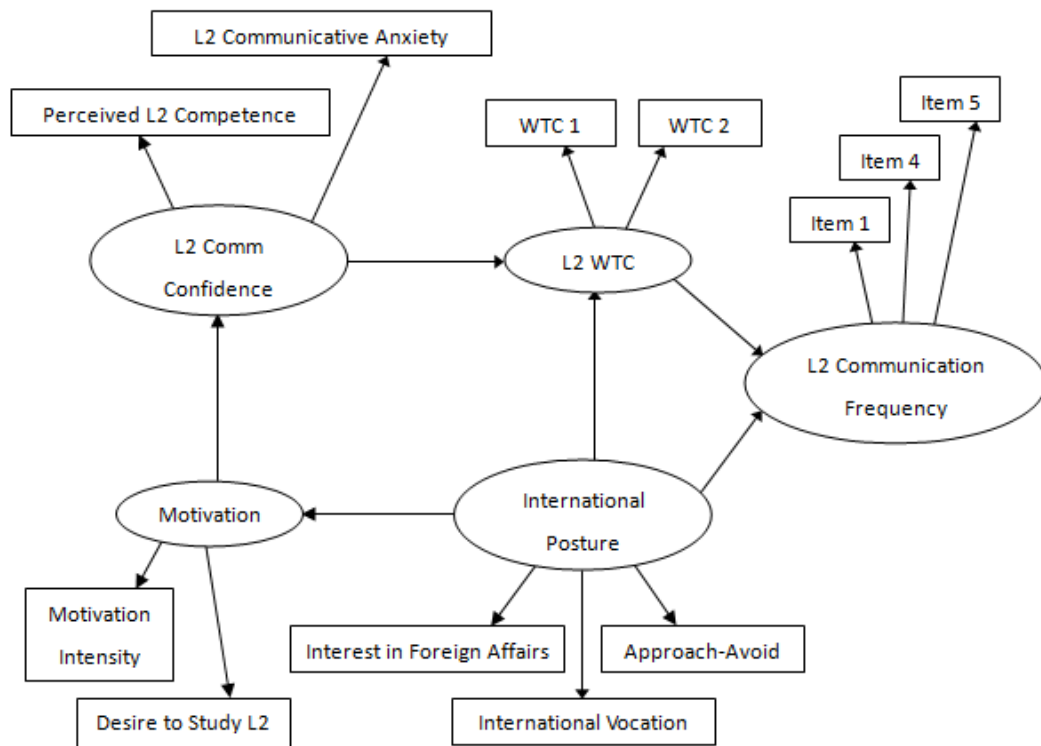 L2 Communicative Anxiety
Perceived L2 Competence
WTC 1
WTC 2
Item 5
Item 4
Item 1
L2 Comm
Confidence
L2 WTC
L2 Communication
Frequency
Motivation
International
Posture
Motivation
Intensity
Interest in Foreign Affairs
Approach-Avoid
Desire to Study L2
International Vocation